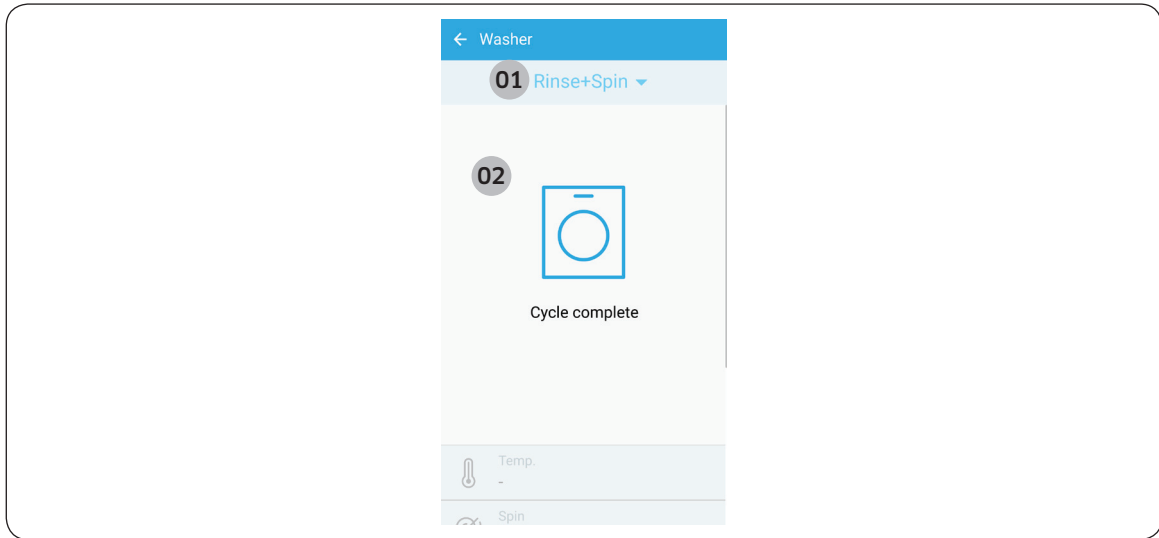 Washer
01 Rinse+Spin
02
Cycle complete
Temp.
-
Spin